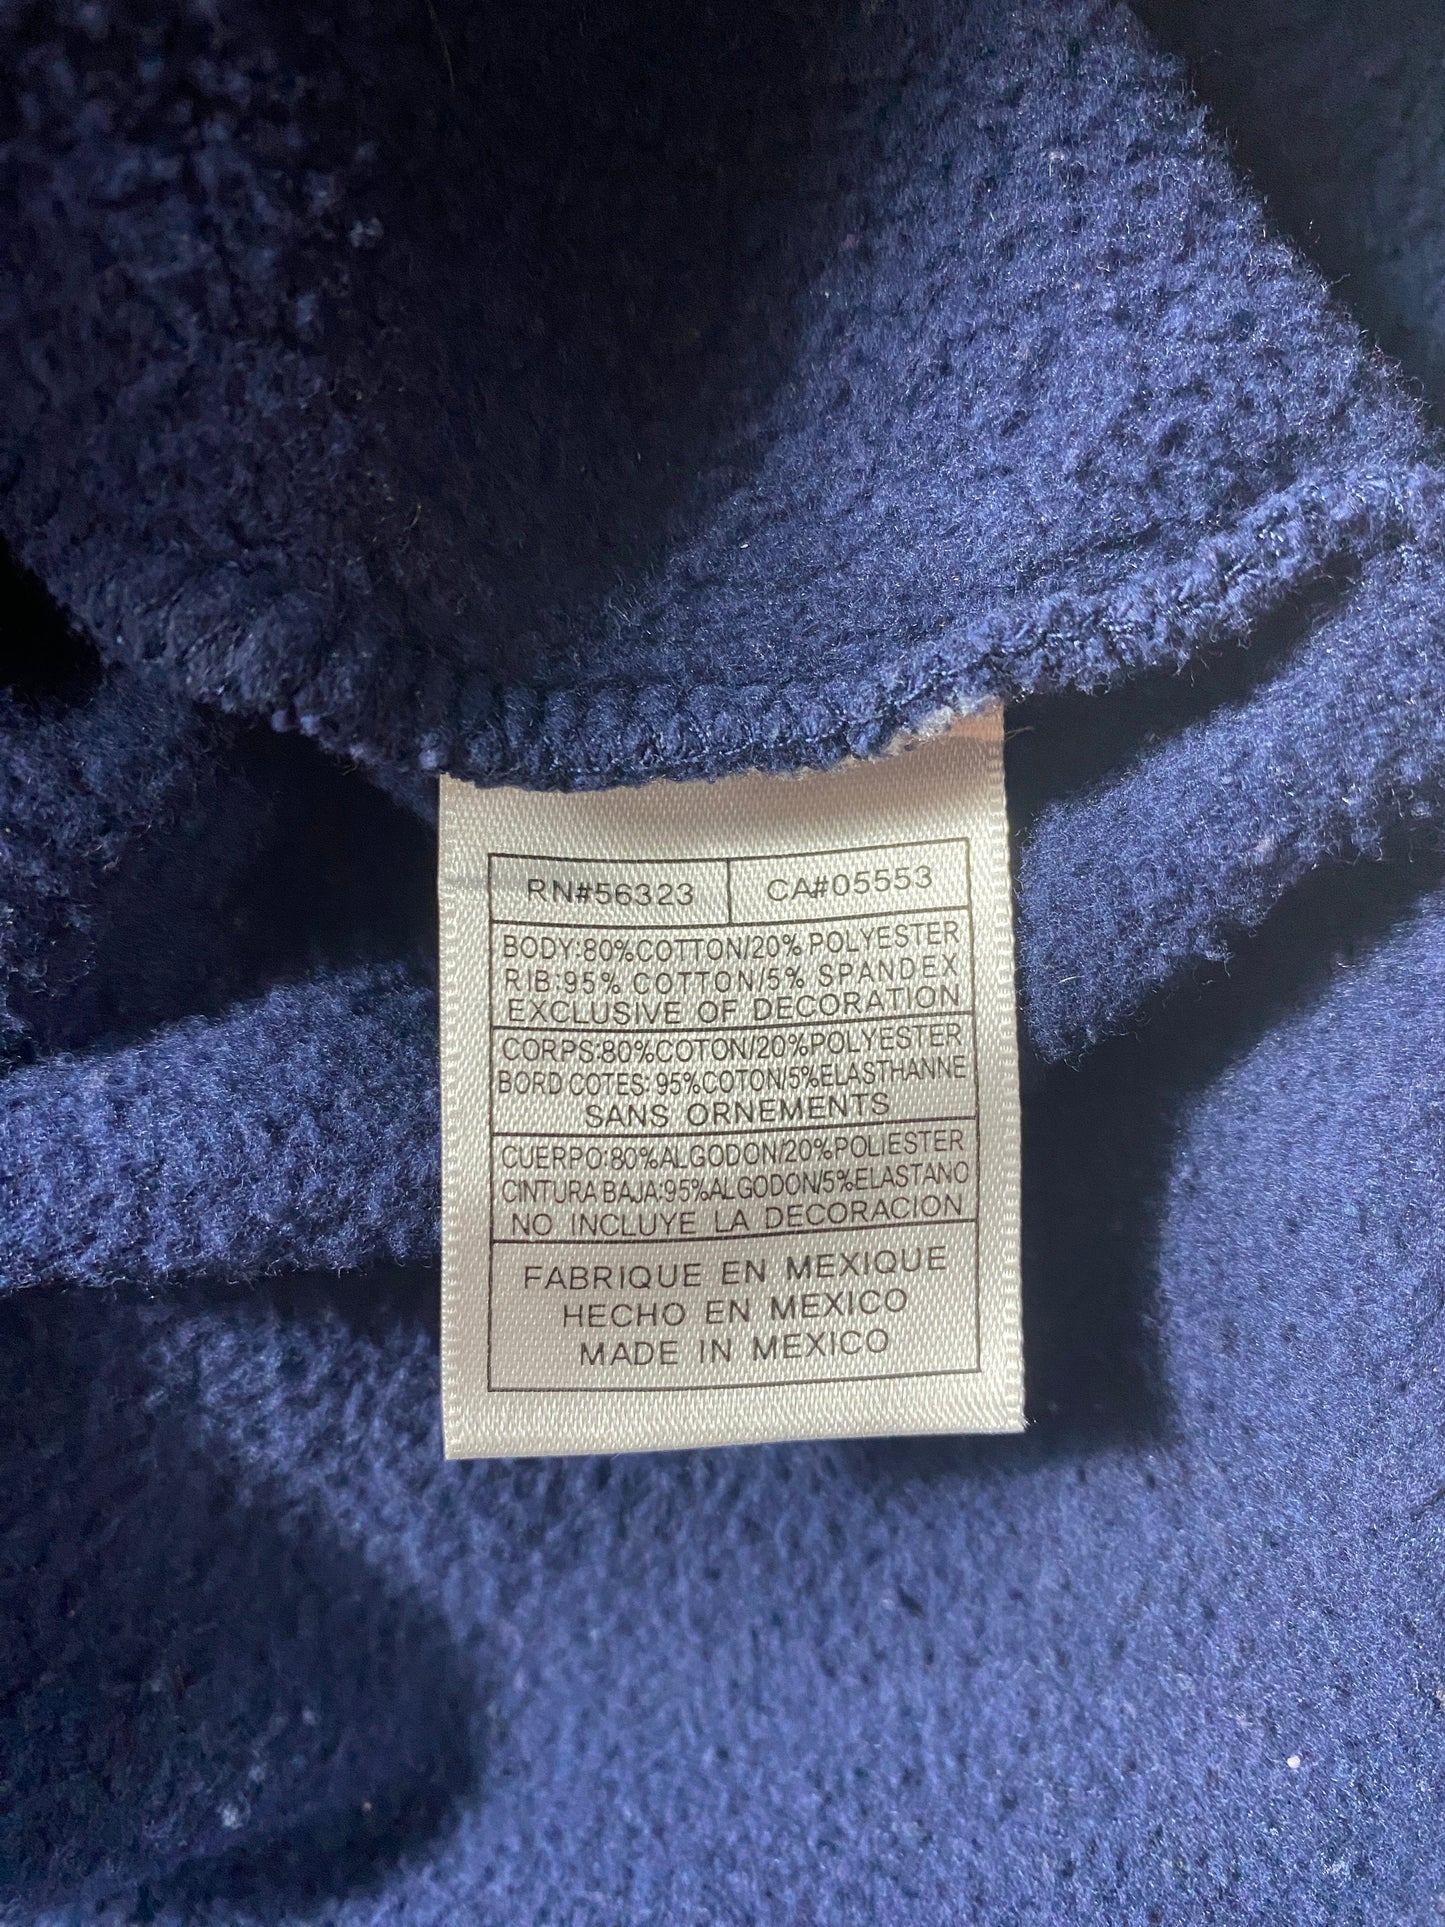 RN#56323 CA#05553
BODY:80%COTTON/20% POLYESTER
RIB:95% COTTON/5% SPANDEX
EXCLUSIVE OF DECORATION
CORPS:80%COTON/20%POLYESTER
BORD COTES: 95%COTON/5%ELASTHANNE
SANS ORNEMENTS
CUERPO:80%ALGODON/20%POLIESTER
CINTURA BAJA:95%ALGODON/5%ELASTANO
NO INCLUYE LA DECORACION
FABRIQUE EN MEXIQUE
HECHO EN MEXICO
MADE IN MEXICO